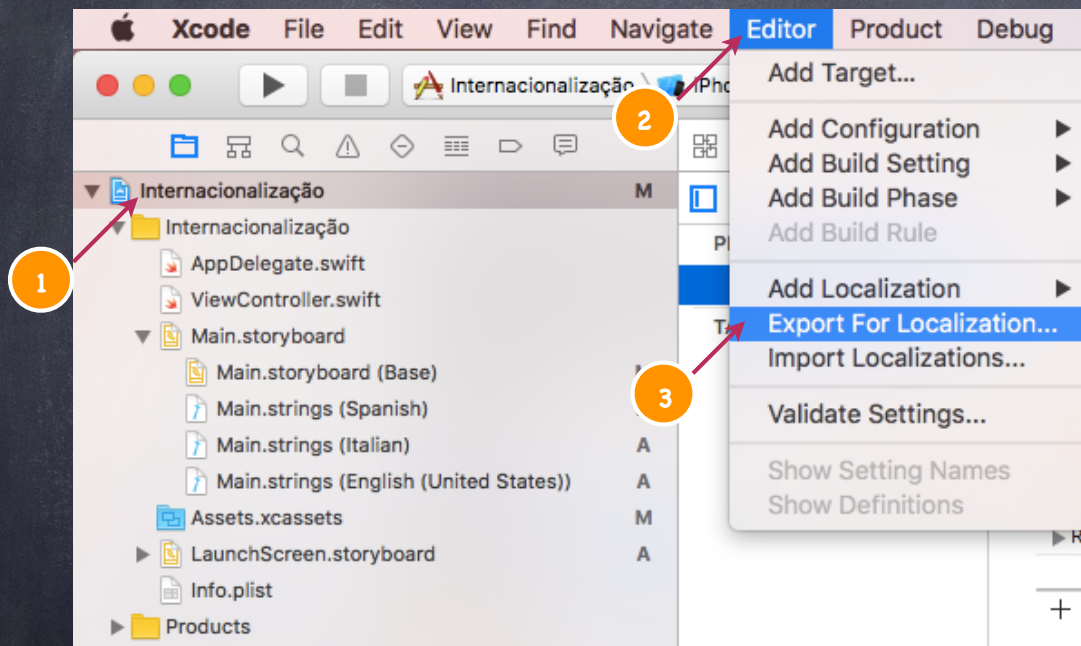 Xcode File Edit View Find Navigate Editor Product Debug
Internacionalização
Add Target...
Add Configuration
Add Build Setting
Add Build Phase
Add Build Rule
Add Localization
Export For Localization...
Import Localizations...
Validate Settings...
Show Setting Names
Show Definitions
Internacionalização M
Internacionalização
AppDelegate.swift
ViewController.swift
Main.storyboard
Main.storyboard (Base)
Main.strings (Spanish)
Main.strings (Italian) A
Main.strings (English (United States)) A
Assets.xcassets M
LaunchScreen.storyboard A
Info.plist
Products
1
2
3